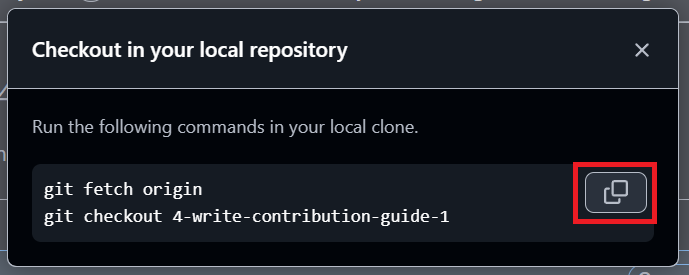 Checkout in your local repository
Run the following commands in your local clone.
git fetch origin
git checkout 4-write-contribution-guide-1